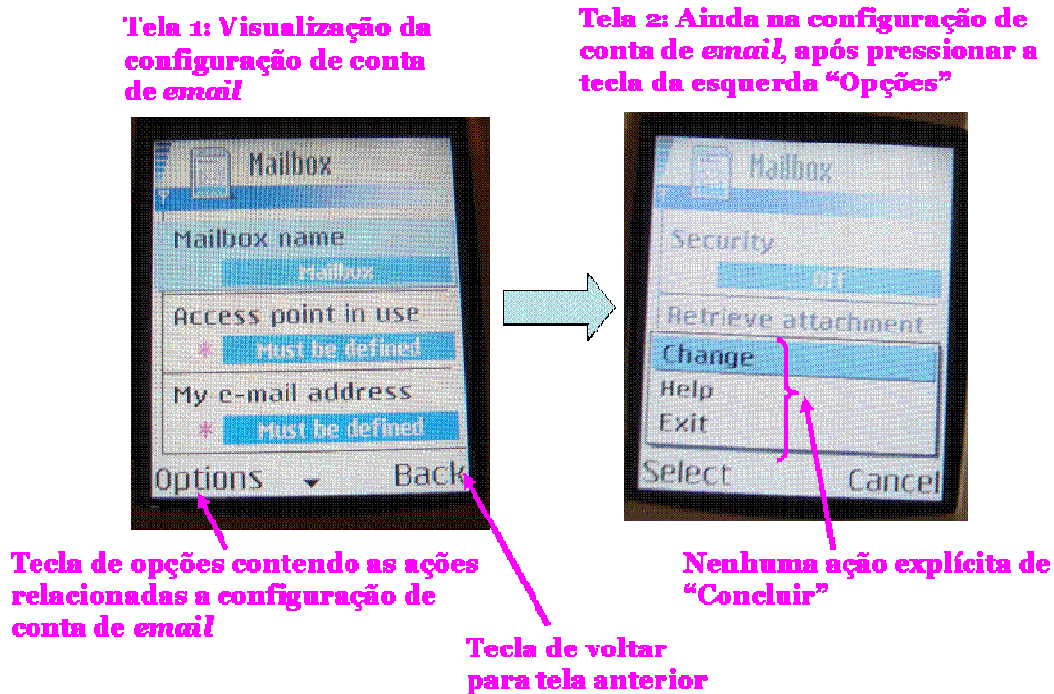 Tela 1: Visualização da
configuração de conta
de email
Tela 2: Ainda na configuração de
conta de email, após pressionar a
tecla da esquerda “Opções”
Mailbox
Mailbox name
Mailbox
Access point in use
* Must be defined
My e-mail address
* Must be defined
Options
Back
Mailbox
Security
Off
Retrieve attachment
Change
Help
Exit
Select
Cancel
Tecla de opções contendo as ações
relacionadas a configuração de
conta de email
Tecla de voltar
para tela anterior
Nenhuma ação explícita de
“Concluir”